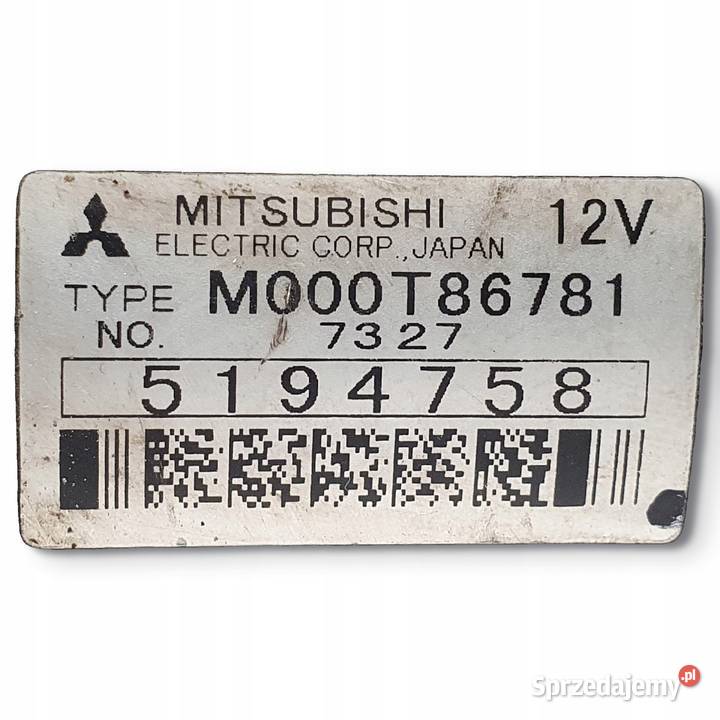 MITSUBISHI 12V
ELECTRIC CORP., JAPAN
TYPE M000T86781
NO. 7327
5194758
Sprzedajemy.pl